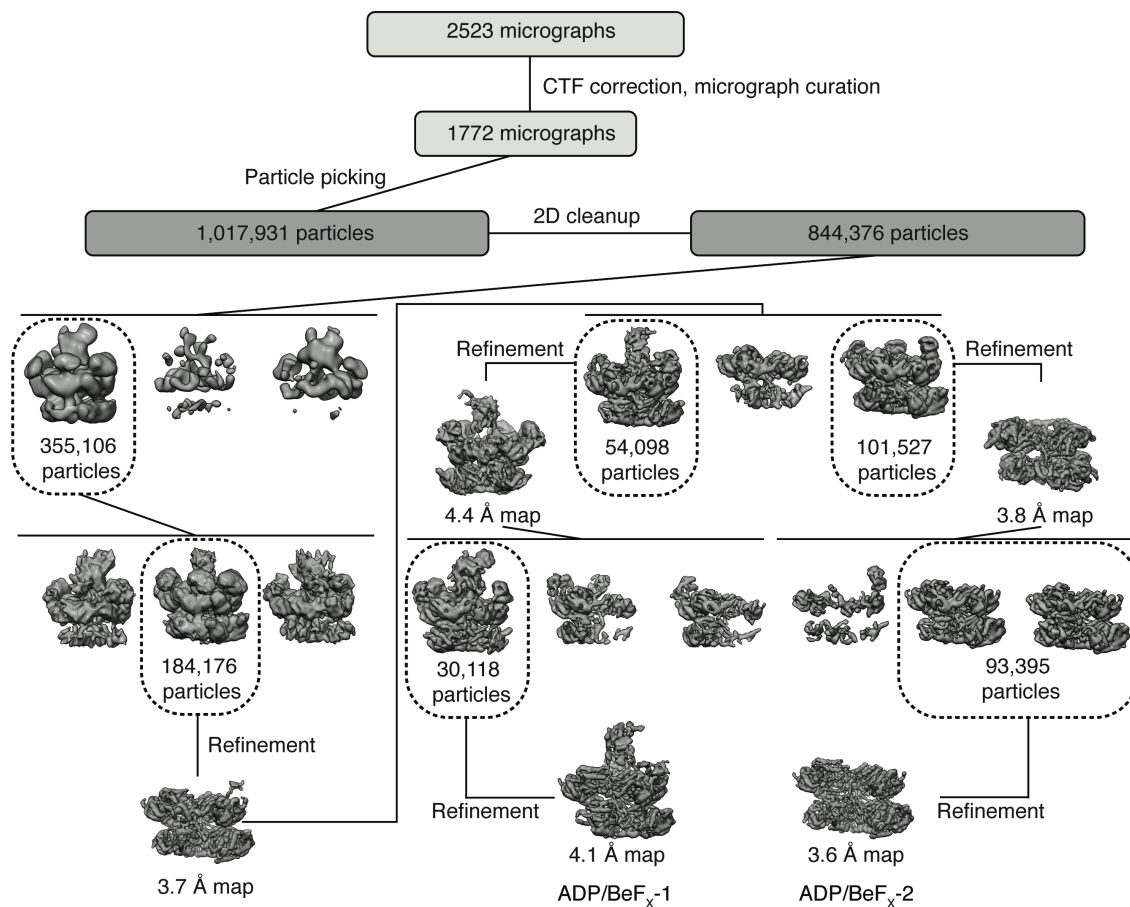 2523 micrographs
CTF correction, micrograph curation
1772 micrographs
Particle picking
1,017,931 particles
2D cleanup
844,376 particles
355,106
particles
Refinement
54,098
particles
101,527
particles
Refinement
4.4 Å map
3.8 Å map
184,176
particles
30,118
particles
93,395
particles
Refinement
3.7 Å map
Refinement
4.1 Å map
ADP/BeFx-1
Refinement
3.6 Å map
ADP/BeFx-2